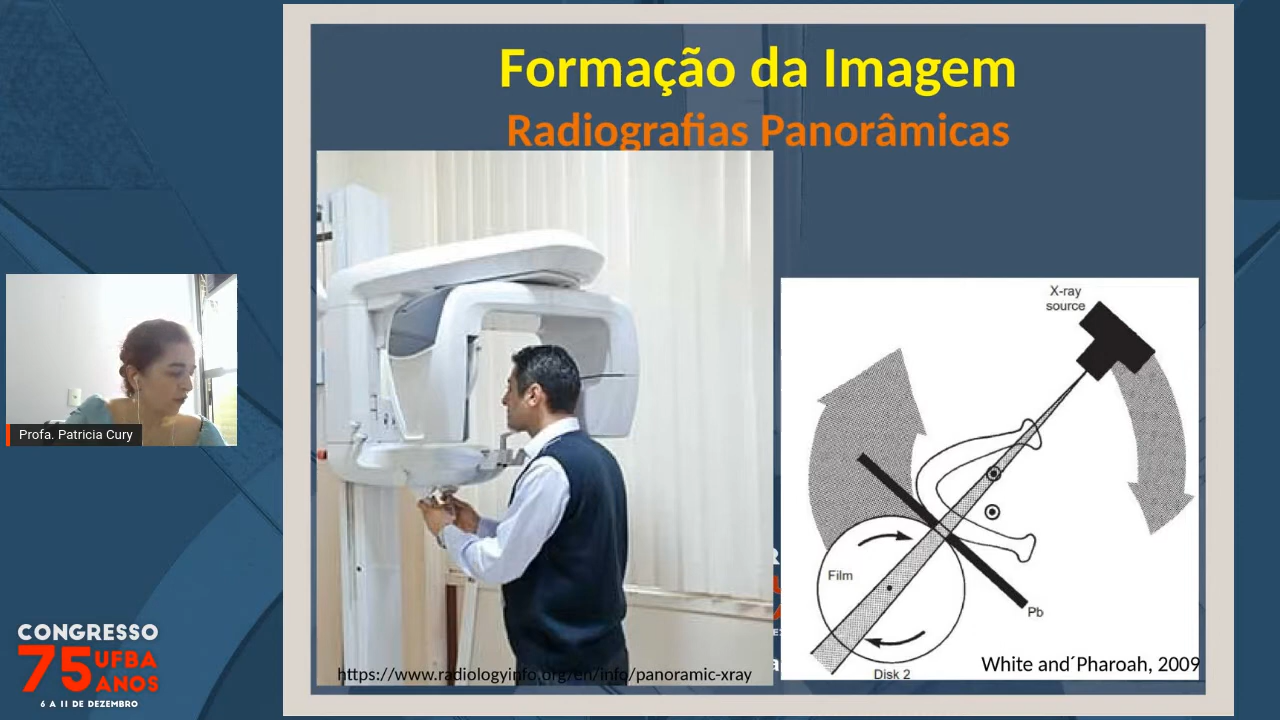 Formação da Imagem
Radiografias Panorâmicas
X-ray
source
Film
Pb
Disk 2
White and´Pharoah, 2009
https://www.radiologyinfo.org/en/info/panoramic-xray
Profa. Patricia Cury
CONGRESSO
75 UFBA
ANOS
6 A 11 DE DEZEMBRO